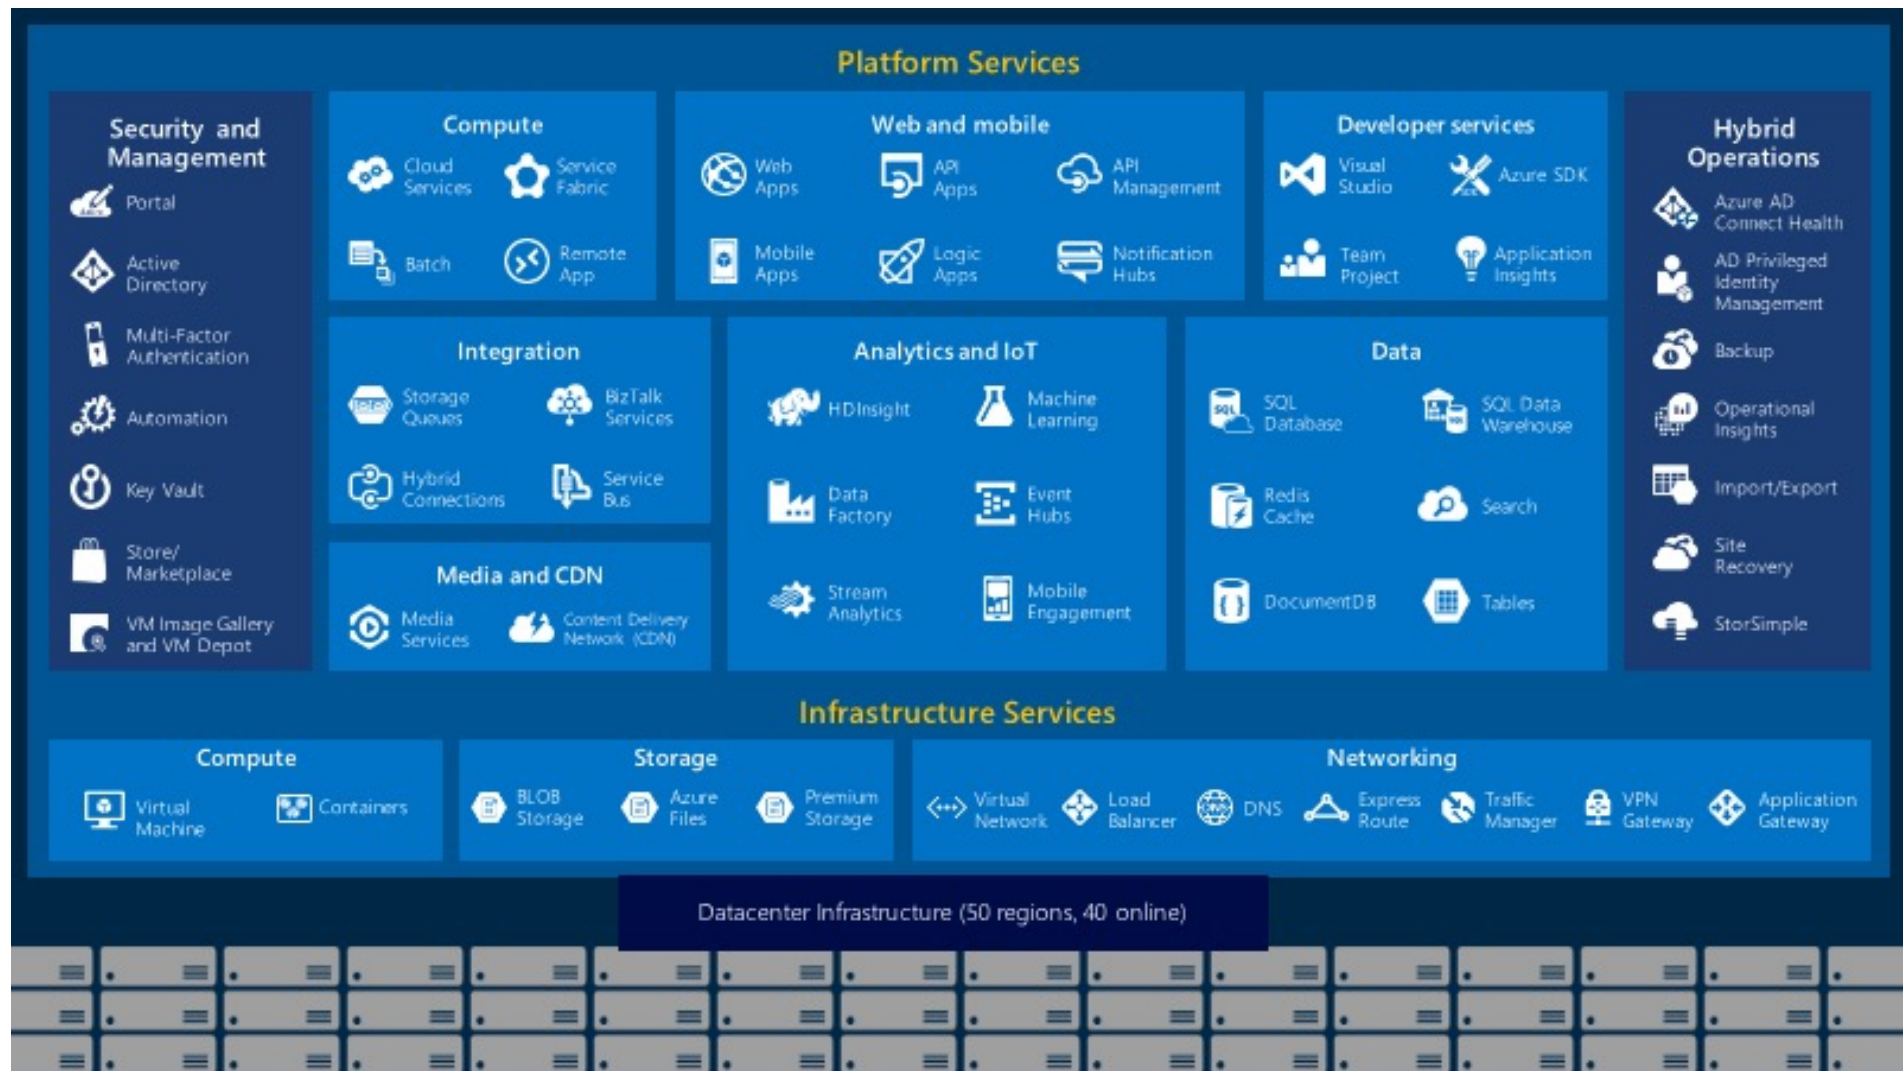 Platform Services
Security and
Management
Portal
Active
Directory
Multi-Factor
Authentication
Automation
Key Vault
Store/
Marketplace
VM Image Gallery
and VM Depot
Compute
Cloud
Services
Service
Fabric
Batch
Remote
App
Web and mobile
Web
Apps
API
Apps
API
Management
Mobile
Apps
Logic
Apps
Notification
Hubs
Developer services
Visual
Studio
Azure SDK
Team
Project
Application
Insights
Hybrid
Operations
Azure AD
Connect Health
AD Privileged
Identity
Management
Backup
Operational
Insights
Import/Export
Site
Recovery
StorSimple
Integration
Storage
Queues
BizTalk
Services
Hybrid
Connections
Service
Bus
Analytics and IoT
HDInsight
Machine
Learning
Data
Factory
Event
Hubs
Stream
Analytics
Mobile
Engagement
Data
SQL
SQL
Database
SQL Data
Warehouse
Redis
Cache
Search
DocumentDB
Tables
Media and CDN
Media
Services
Content Delivery
Network (CDN)
Infrastructure Services
Compute
Virtual
Machine
Containers
Storage
BLOB
Storage
Azure
Files
Premium
Storage
Networking
Virtual
Network
Load
Balancer
DNS
DNS
Express
Route
Traffic
Manager
VPN
Gateway
Application
Gateway
Datacenter Infrastructure (50 regions, 40 online)